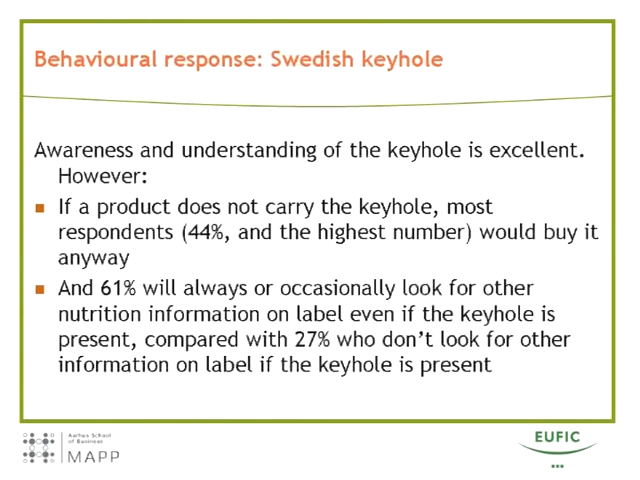 Behavioural response: Swedish keyhole
Awareness and understanding of the keyhole is excellent.
However:
If a product does not carry the keyhole, most
respondents (44%, and the highest number) would buy it
anyway
And 61% will always or occasionally look for other
nutrition information on label even if the keyhole is
present, compared with 27% who don't look for other
information on label if the keyhole is present
Aarhus School
of Business
MAPP
EUFIC